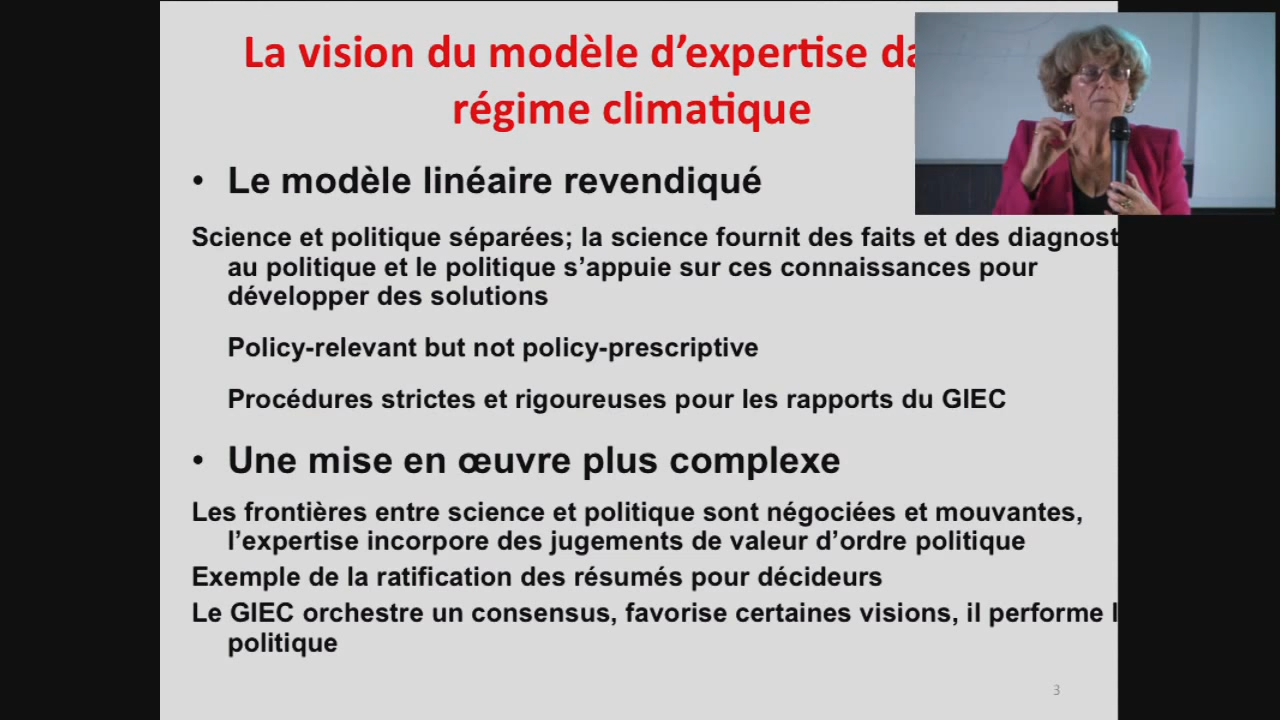 La vision du modèle d’expertise
régime climatique
• Le modèle linéaire revendiqué
Science et politique séparées; la science fournit des faits et des diagnost
au politique et le politique s’appuie sur ces connaissances pour
développer des solutions
Policy-relevant but not policy-prescriptive
Procédures strictes et rigoureuses pour les rapports du GIEC
• Une mise en œuvre plus complexe
Les frontières entre science et politique sont négociées et mouvantes,
l’expertise incorpore des jugements de valeur d’ordre politique
Exemple de la ratification des résumés pour décideurs
Le GIEC orchestre un consensus, favorise certaines visions, il performe
politique
3